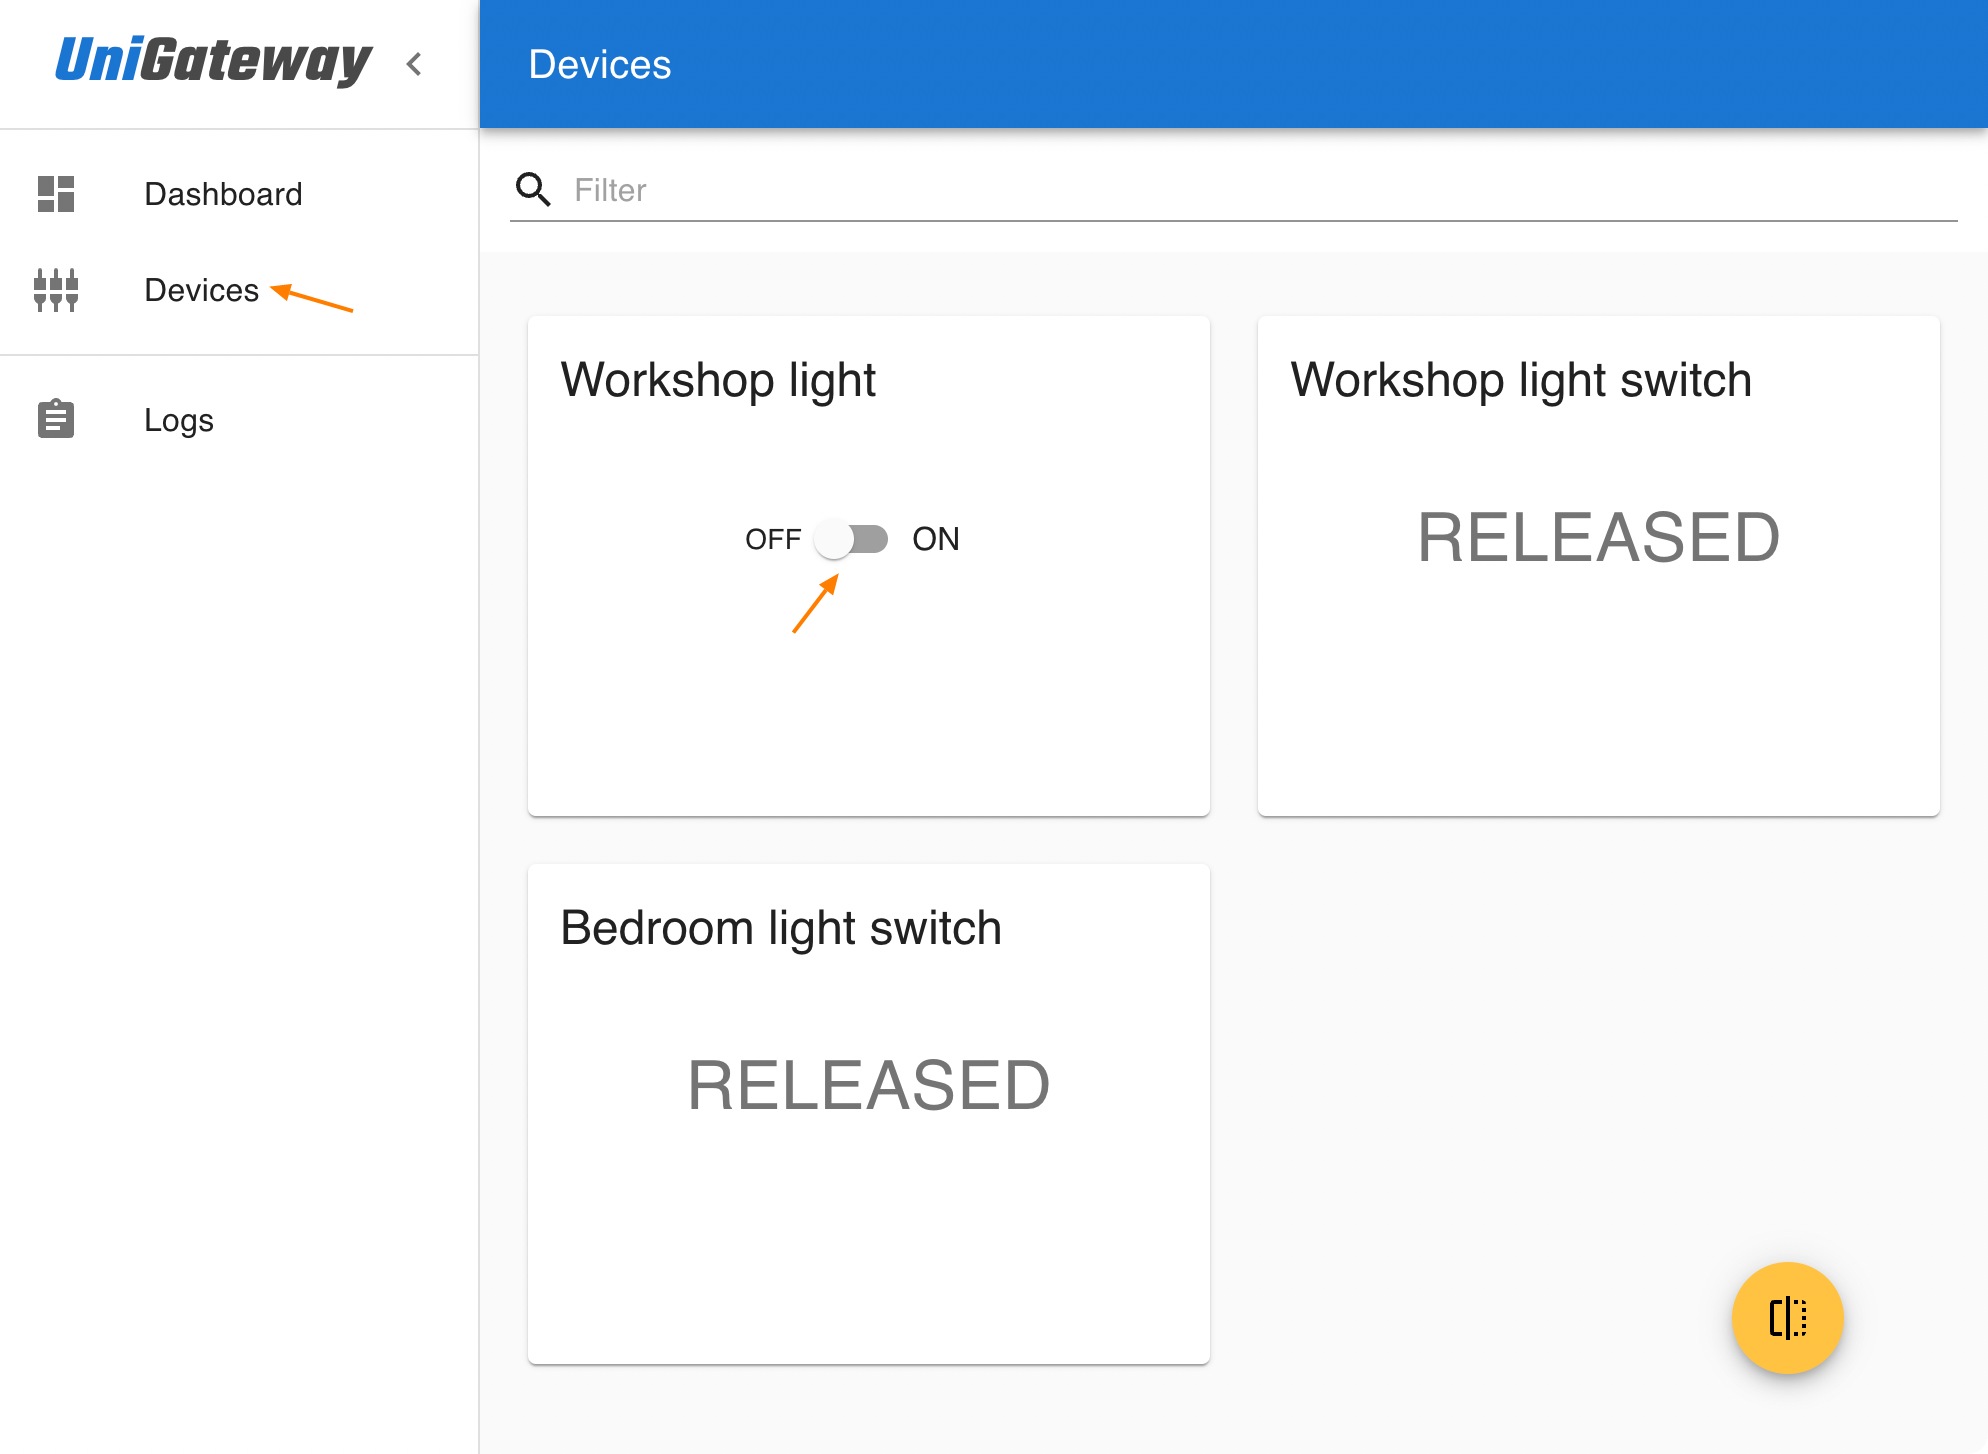 UniGateway
Devices
Dashboard
Filter
Devices
Logs
Workshop light
OFF ON
Workshop light switch
RELEASED
Bedroom light switch
RELEASED